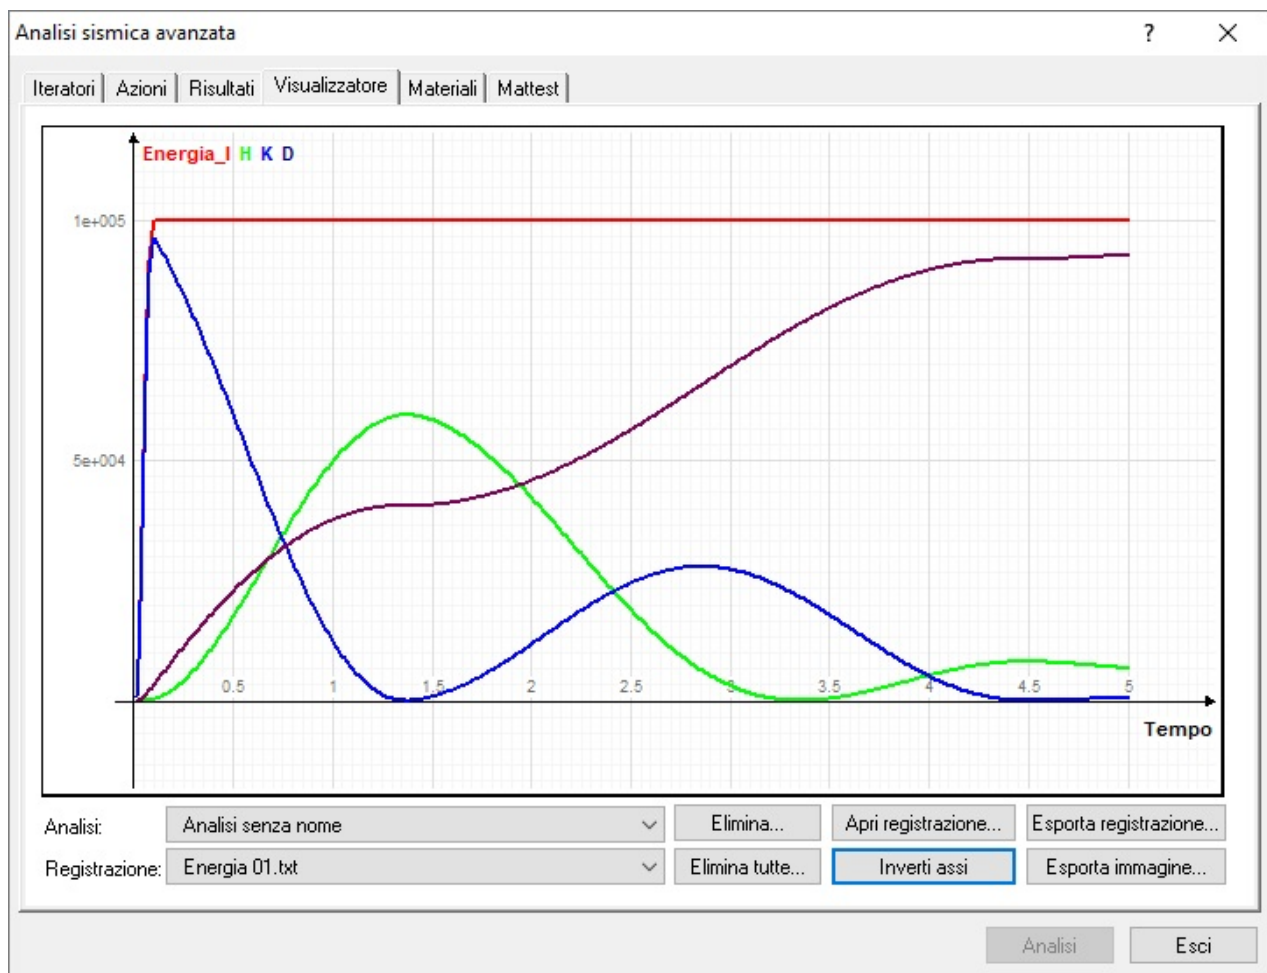 Analisi sismica avanzata ? ×
Iteratori Azioni Risultati Visualizzatore Materiali Mattest
Energia_I H K D
1e+005
5e+004
0.5 1 1.5 2 2.5 3 3.5 4 4.5 5
Tempo
Analisi: Analisi senza nome Elimina... Apri registrazione... Esporta registrazione...
Registrazione: Energia 01.txt Elimina tutte... Inverti assi Esporta immagine...
Analisi Esci